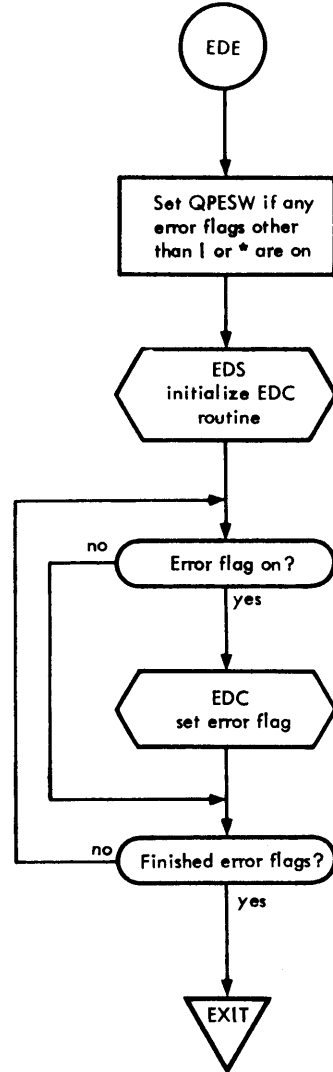 EDE
Set QPESW if any
error flags other
than I or * are on
EDS
initialize EDC
routine
no
Error flag on?
yes
EDC
set error flag
no
Finished error flags?
yes
EXIT